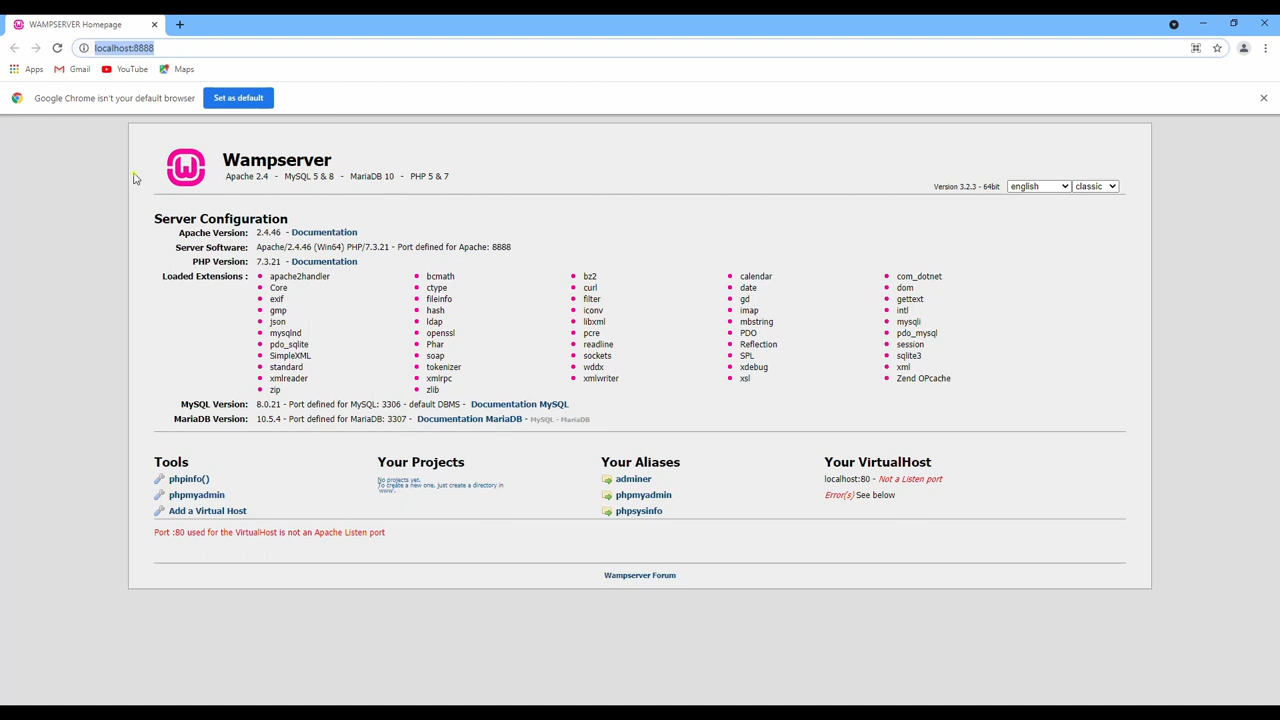 WAMPSERVER Homepage
localhost:8888
Apps Gmail YouTube Maps
Google Chrome isn't your default browser Set as default
Wampserver
Apache 2.4 - MySQL 5 & 8 - MariaDB 10 - PHP 5 & 7
Version 3.2.3 - 64bit english classic
Server Configuration
Apache Version: 2.4.46 - Documentation
Server Software: Apache/2.4.46 (Win64) PHP/7.3.21 - Port defined for Apache: 8888
PHP Version: 7.3.21 - Documentation
Loaded Extensions : apache2handler bcmath bz2 calendar com_dotnet
Core ctype curl date dom
exif fileinfo filter gd gettext
gmp hash iconv imap intl
json ldap libxml mbstring mysqli
mysqlnd openssl pcre PDO pdo_mysql
pdo_sqlite Phar readline Reflection session
SimpleXML soap sockets SPL sqlite3
standard tokenizer wddx xdebug xml
xmlreader xmlrpc xmlwriter xsl Zend OPcache
zip zlib
MySQL Version: 8.0.21 - Port defined for MySQL: 3306 - default DBMS - Documentation MySQL
MariaDB Version: 10.5.4 - Port defined for MariaDB: 3307 - Documentation MariaDB - MySQL - MariaDB
Tools
phpinfo()
phpmyadmin
Add a Virtual Host
Your Projects
No projects yet.
To create a new one, just create a directory in
'www'.
Your Aliases
adminer
phpmyadmin
phpsysinfo
Your VirtualHost
localhost:80 - Not a Listen port
Error(s) See below
Port :80 used for the VirtualHost is not an Apache Listen port
Wampserver Forum